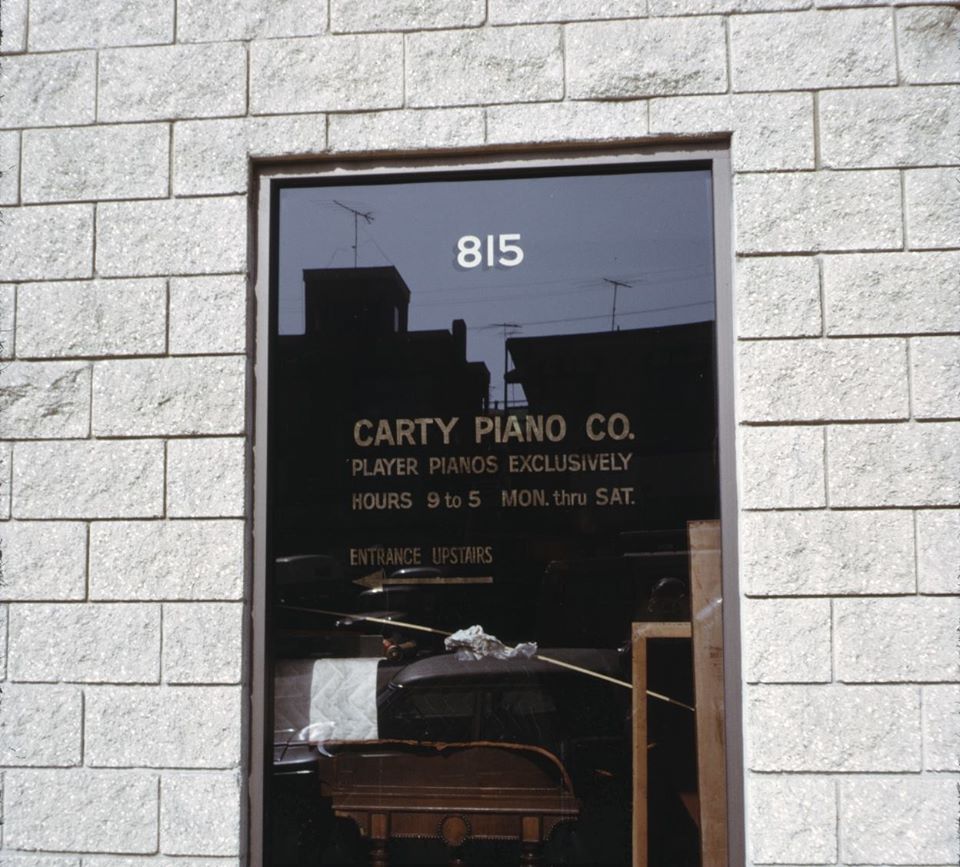 815
CARTY PIANO CO.
PLAYER PIANOS EXCLUSIVELY
HOURS 9 to 5 MON. thru SAT.
ENTRANCE UPSTAIRS